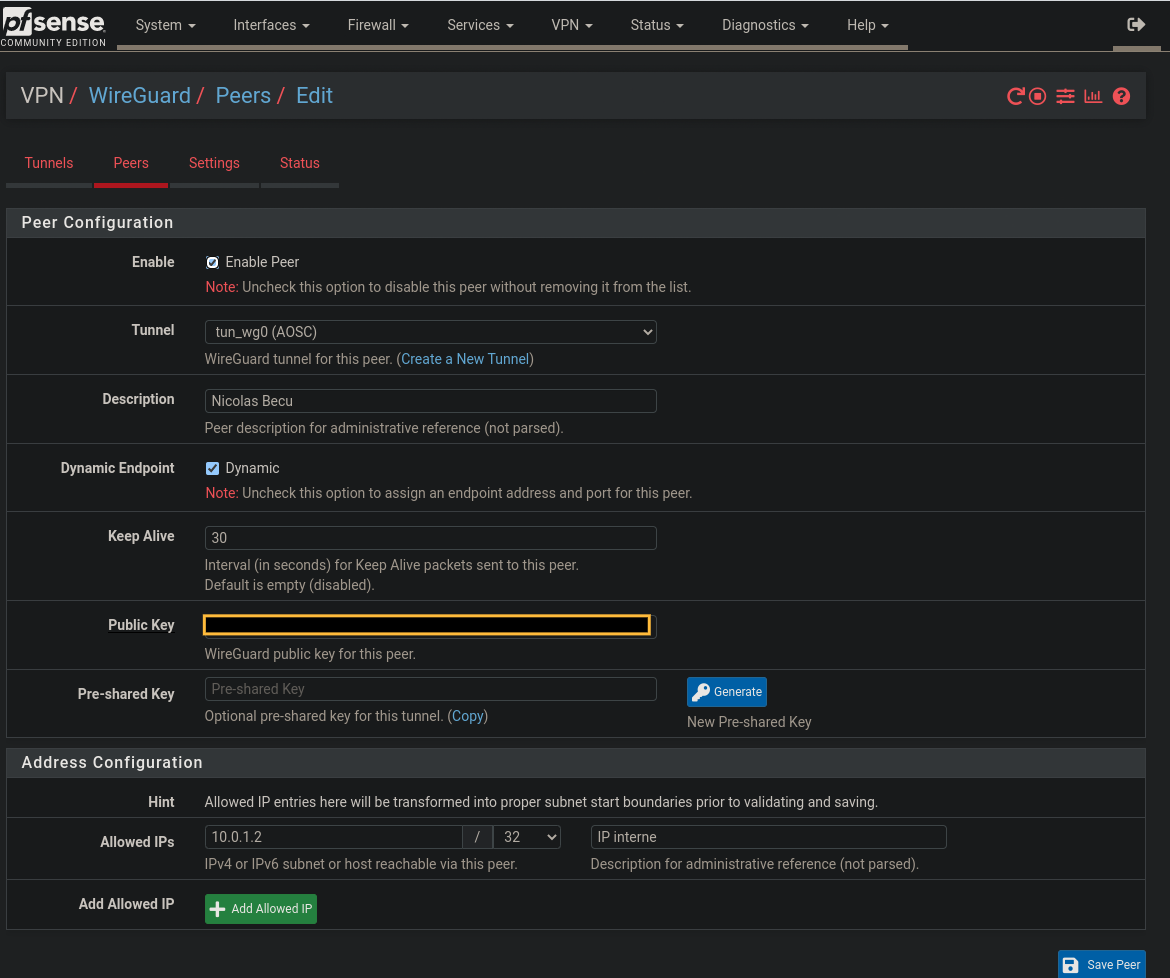 pfsense
COMMUNITY EDITION
System Interfaces Firewall Services VPN Status Diagnostics Help
VPN / WireGuard / Peers / Edit
Tunnels Peers Settings Status
Peer Configuration
Enable Enable Peer
Note: Uncheck this option to disable this peer without removing it from the list.
Tunnel tun_wg0 (AOSC)
WireGuard tunnel for this peer. (Create a New Tunnel)
Description Nicolas Becu
Peer description for administrative reference (not parsed).
Dynamic Endpoint Dynamic
Note: Uncheck this option to assign an endpoint address and port for this peer.
Keep Alive 30
Interval (in seconds) for Keep Alive packets sent to this peer.
Default is empty (disabled).
Public Key
WireGuard public key for this peer.
Pre-shared Key Pre-shared Key Generate
Optional pre-shared key for this tunnel. (Copy) New Pre-shared Key
Address Configuration
Hint Allowed IP entries here will be transformed into proper subnet start boundaries prior to validating and saving.
Allowed IPs 10.0.1.2 / 32 IP interne
IPv4 or IPv6 subnet or host reachable via this peer. Description for administrative reference (not parsed).
Add Allowed IP Add Allowed IP
Save Peer